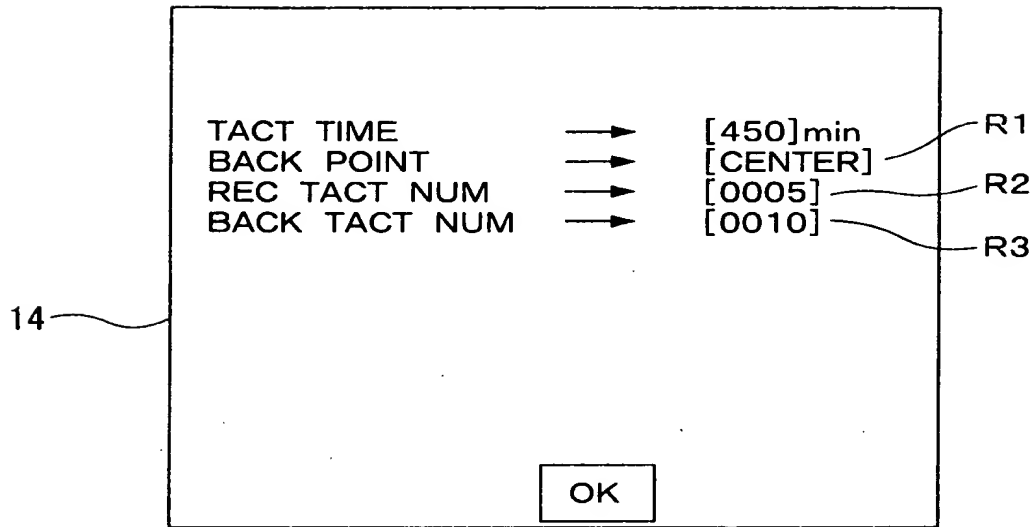 TACT TIME → [450]min
BACK POINT → [CENTER] R1
REC TACT NUM → [0005] R2
BACK TACT NUM → [0010] R3
14
OK